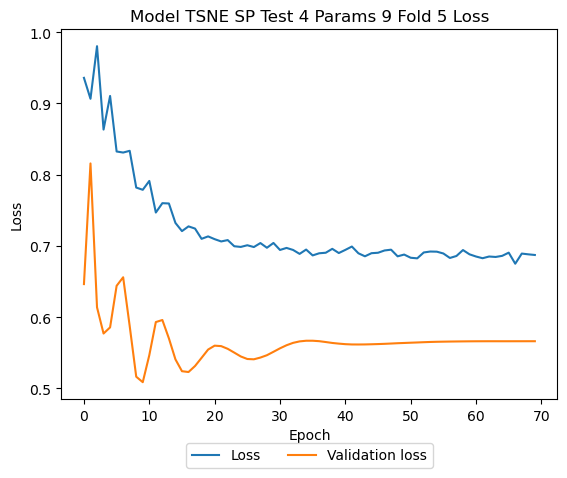 Model TSNE SP Test 4 Params 9 Fold 5 Loss
1.0
0.9
0.8
0.7
0.6
0.5
Loss
0 10 20 30 40 50 60 70
Epoch
Loss Validation loss